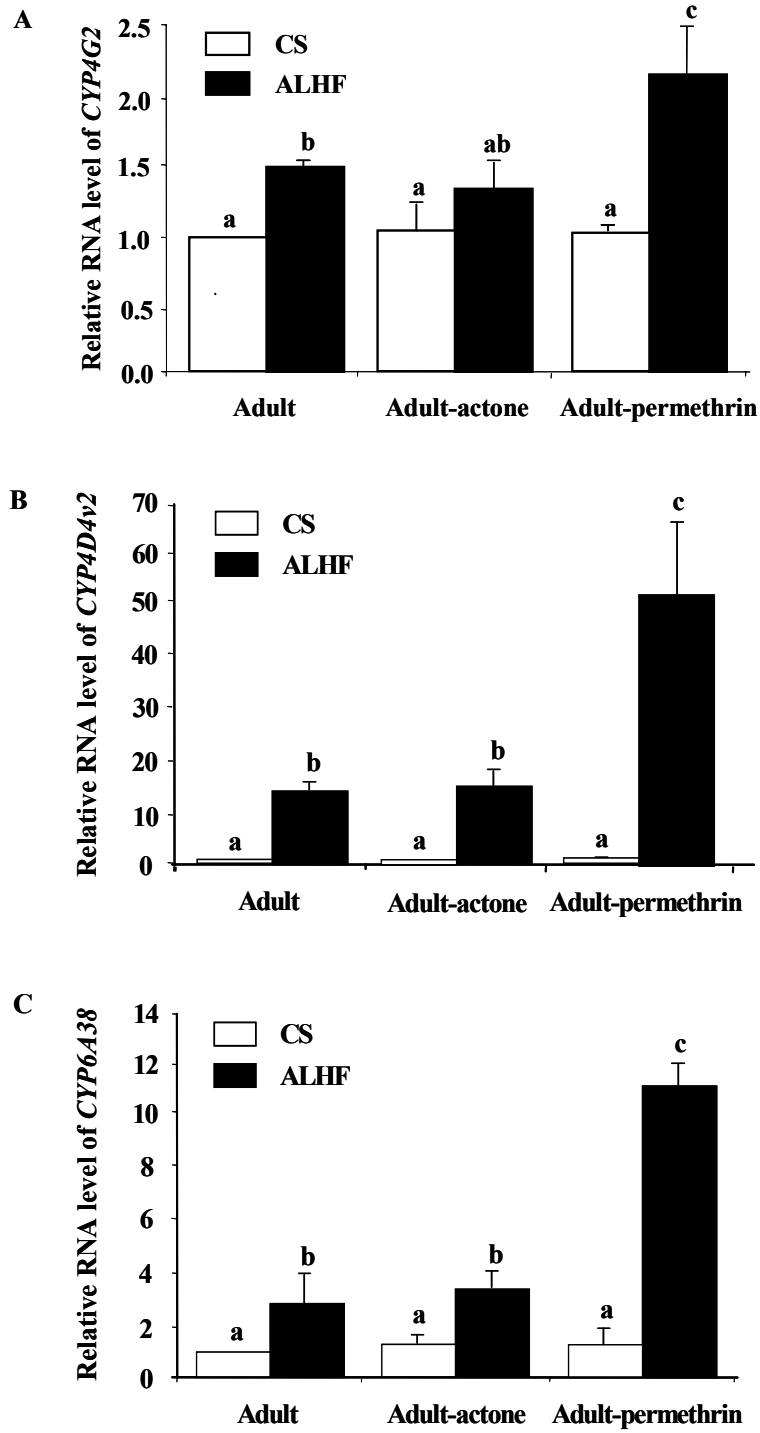 A
Relative RNA level of CYP4G2
2.5
2.0
1.5
1.0
0.5
0.0
CS
ALHF
a
b
a
ab
a
c
Adult
Adult-actone
Adult-permethrin
B
Relative RNA level of CYP4D4v2
70
60
50
40
30
20
10
0
CS
ALHF
a
b
a
b
a
c
Adult
Adult-actone
Adult-permethrin
C
Relative RNA level of CYP6A38
14
12
10
8
6
4
2
0
CS
ALHF
a
b
a
b
a
c
Adult
Adult-actone
Adult-permethrin